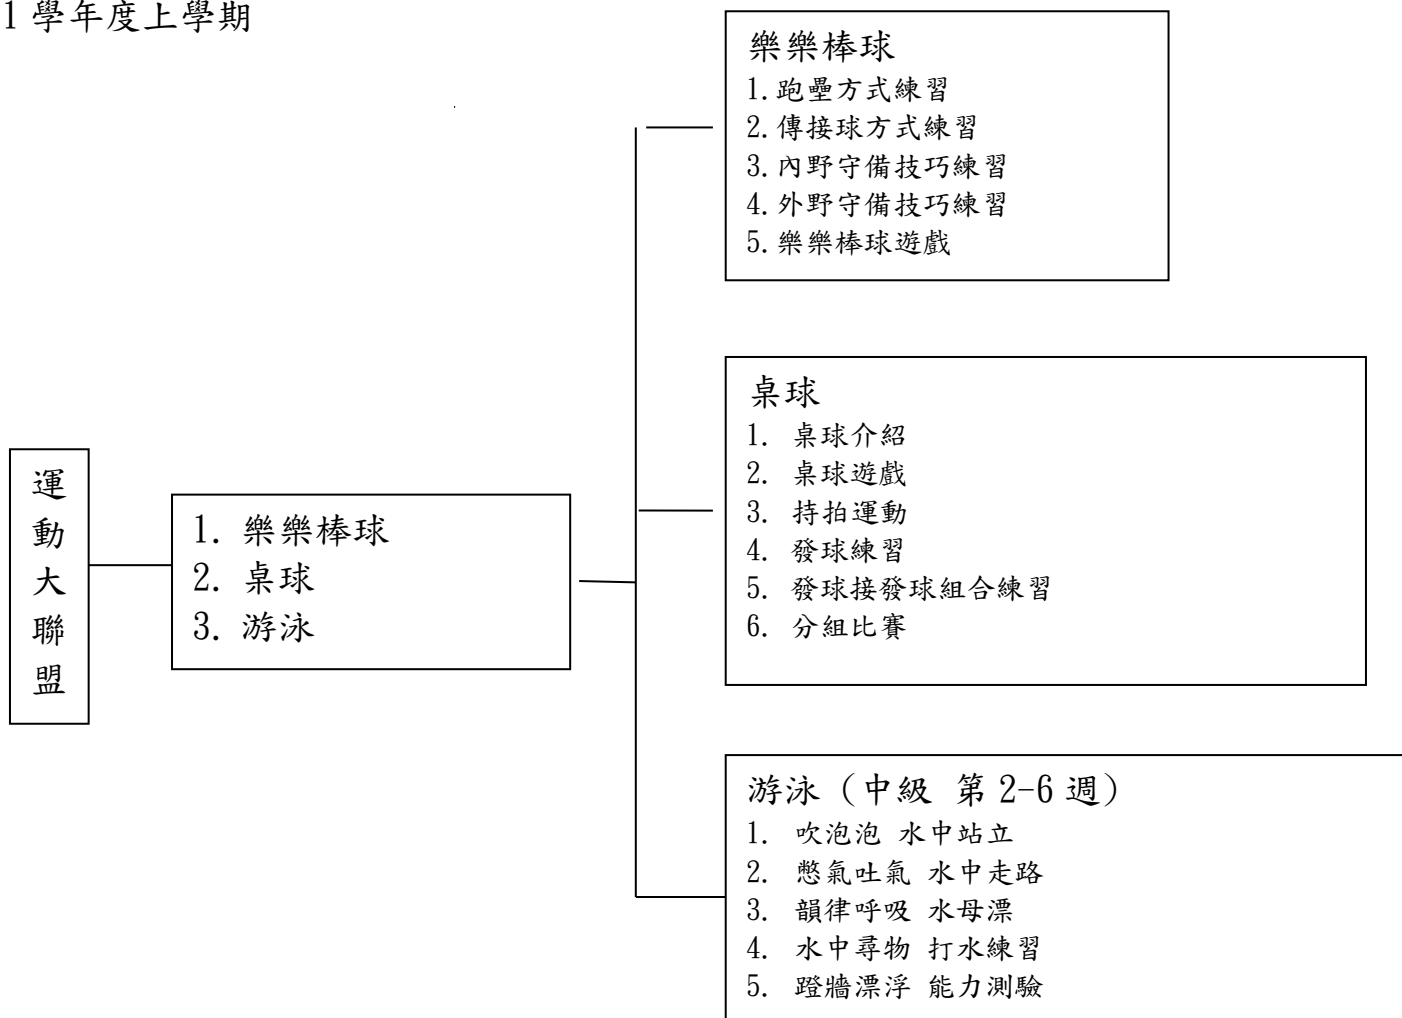 1 學年度上學期
運動大聯盟
1. 樂樂棒球
2. 桌球
3. 游泳
樂樂棒球
1.跑壘方式練習
2.傳接球方式練習
3.內野守備技巧練習
4.外野守備技巧練習
5.樂樂棒球遊戲
桌球
1. 桌球介紹
2. 桌球遊戲
3. 持拍運動
4. 發球練習
5. 發球接發球組合練習
6. 分組比賽
游泳（中級 第 2-6 週）
1. 吹泡泡 水中站立
2. 憋氣吐氣 水中走路
3. 韻律呼吸 水母漂
4. 水中尋物 打水練習
5. 蹬牆漂浮 能力測驗